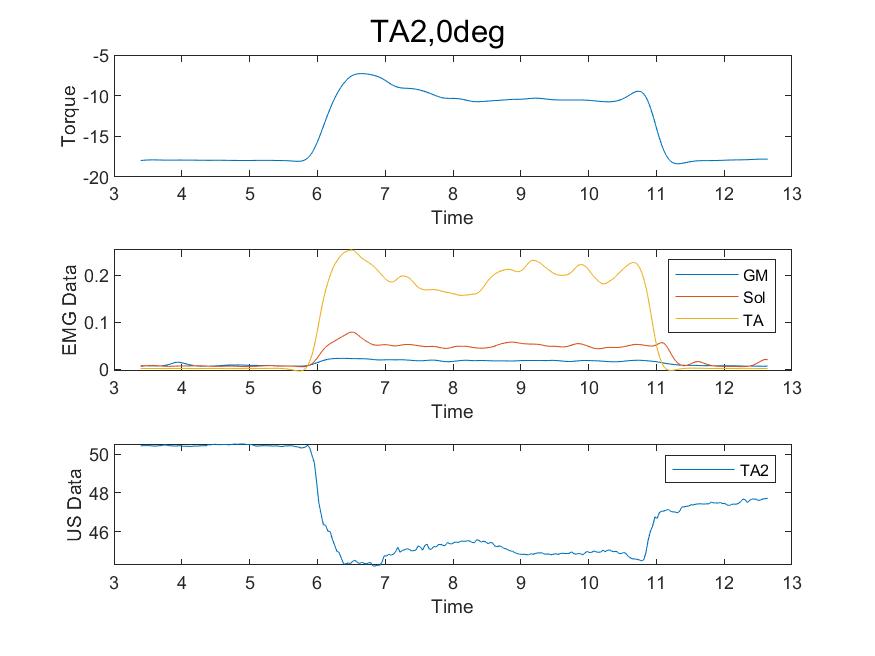 TA2,0deg
-5
-10
-15
-20
Torque
3 4 5 6 7 8 9 10 11 12 13
Time
0.2
0.1
0
EMG Data
GM
Sol
TA
3 4 5 6 7 8 9 10 11 12 13
Time
50
48
46
US Data
TA2
3 4 5 6 7 8 9 10 11 12 13
Time